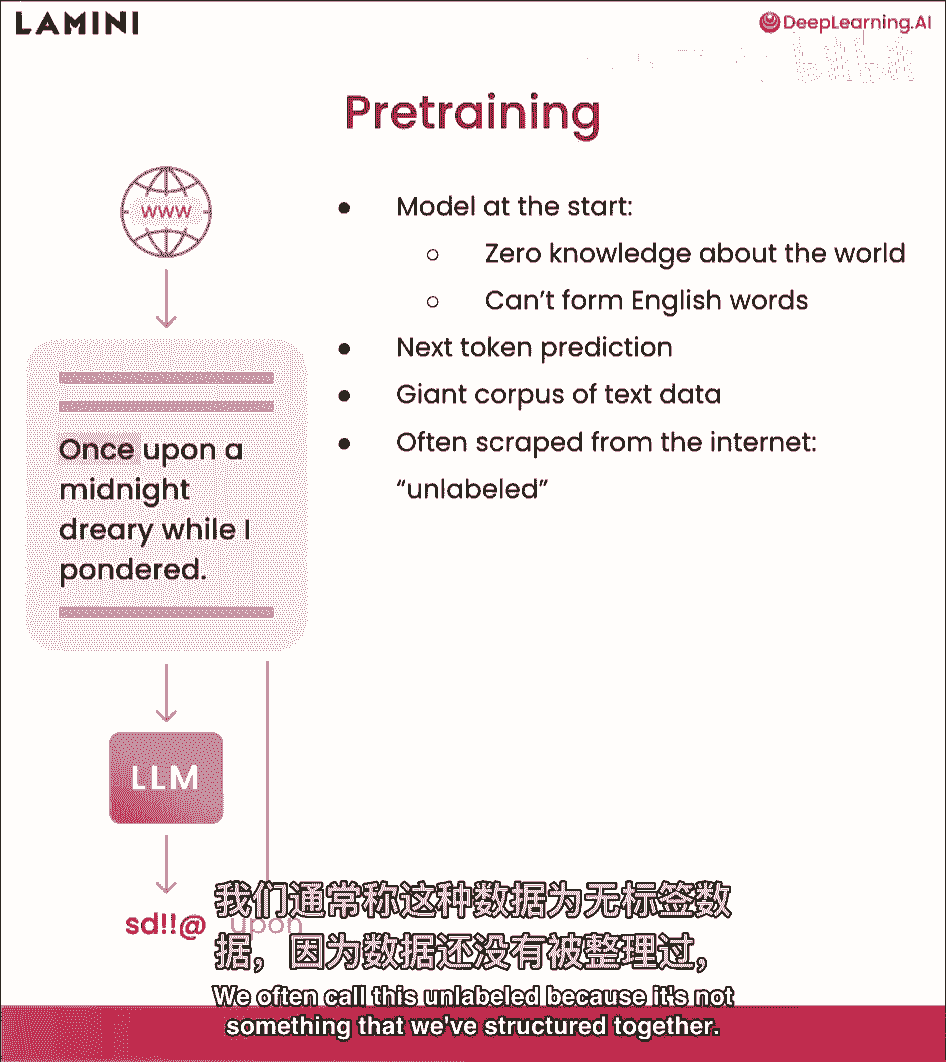 LAMINI
DeepLearning.AI
Pretraining
www
Once upon a
midnight
dreary while I
pondered.
LLM
sd!!@ upon
● Model at the start:
○ Zero knowledge about the world
○ Can't form English words
● Next token prediction
● Giant corpus of text data
● Often scraped from the internet:
“unlabeled”
我们通常称这种数据为无标签数
据，因为数据还没有被整理过，
We often call this unlabeled because it's not
something that we've structured together.